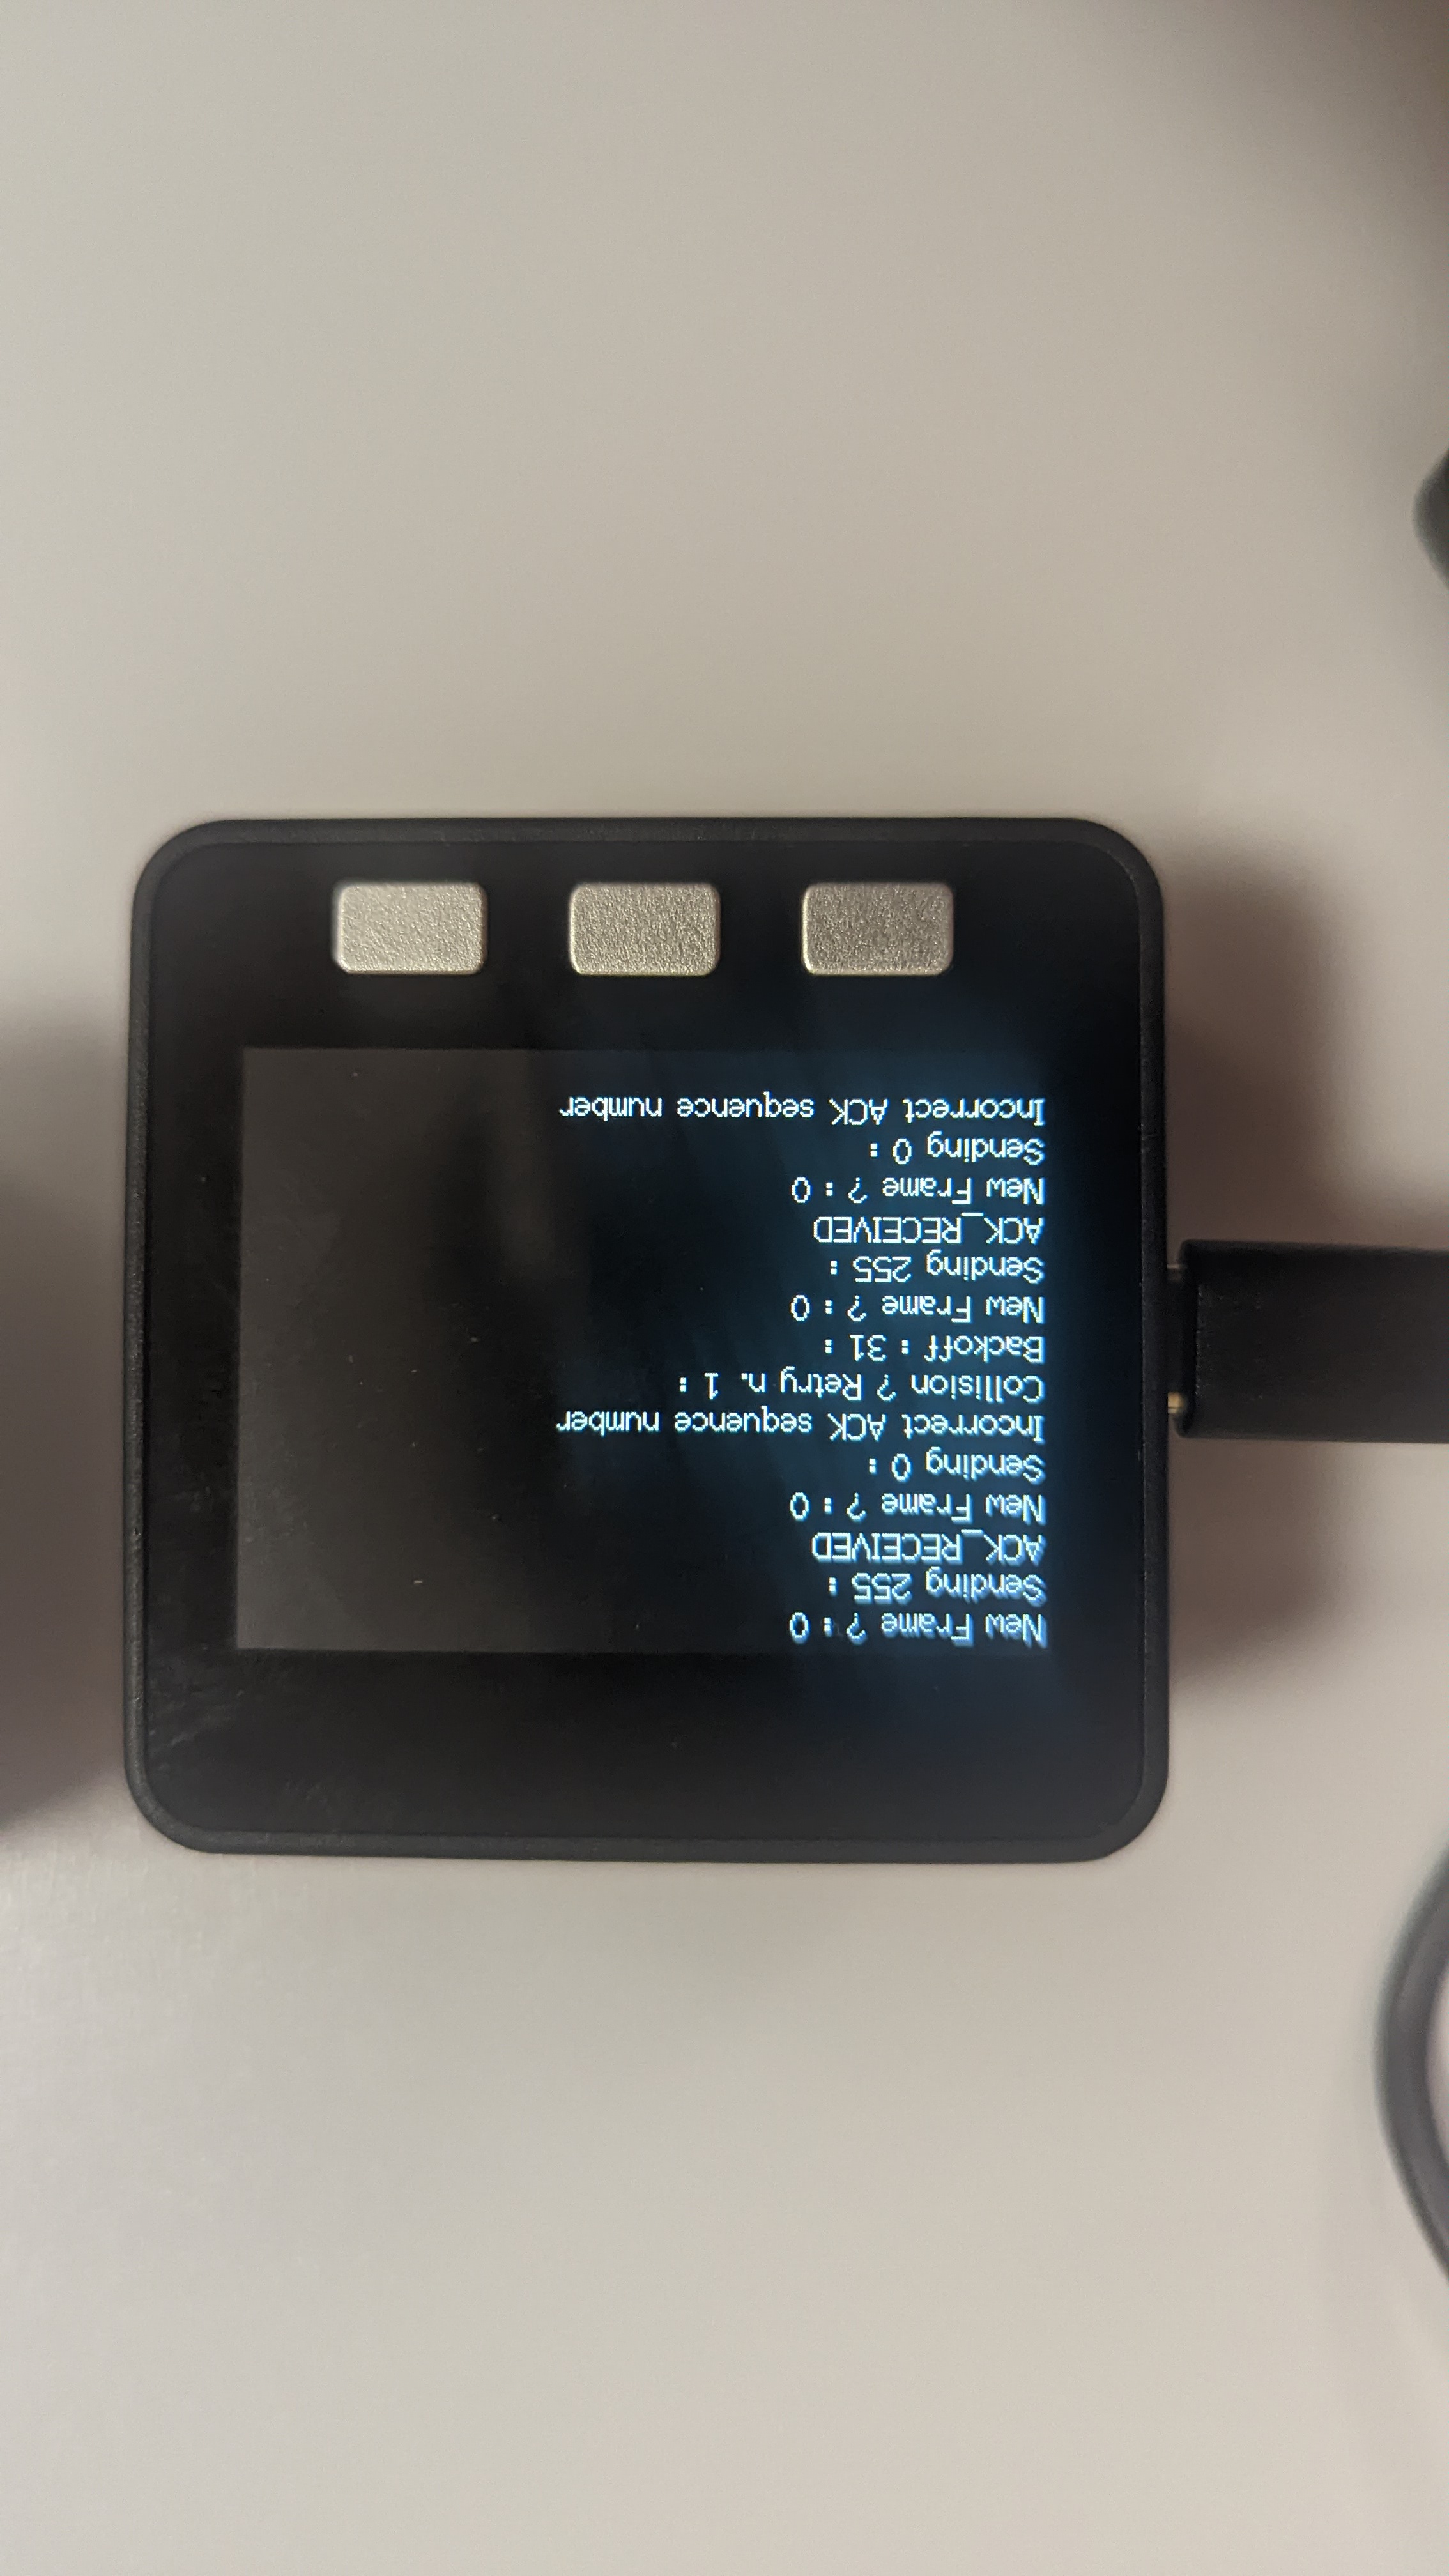 New Frame ? : 0
Sending 255 :
ACK_RECEIVED
New Frame ? : 0
Sending 0 :
Incorrect ACK sequence number
Collision ? Retry n. 1 :
Backoff : 31 :
New Frame ? : 0
Sending 255 :
ACK_RECEIVED
New Frame ? : 0
Sending 0 :
Incorrect ACK sequence number